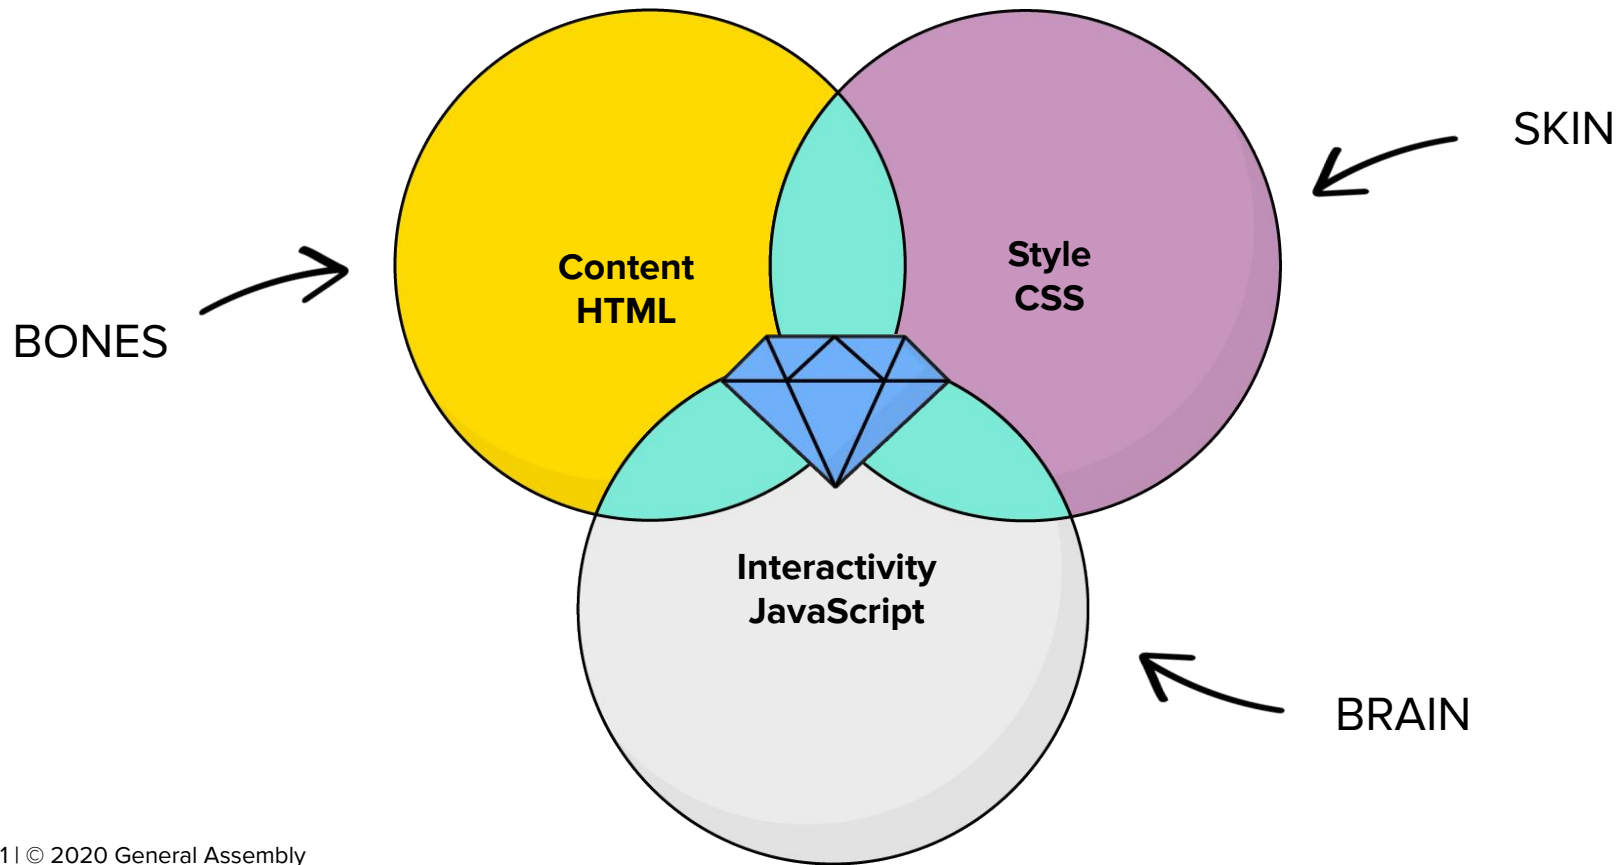 SKIN
Content
HTML
Style
CSS
BONES
Interactivity
JavaScript
BRAIN
1 | © 2020 General Assembly